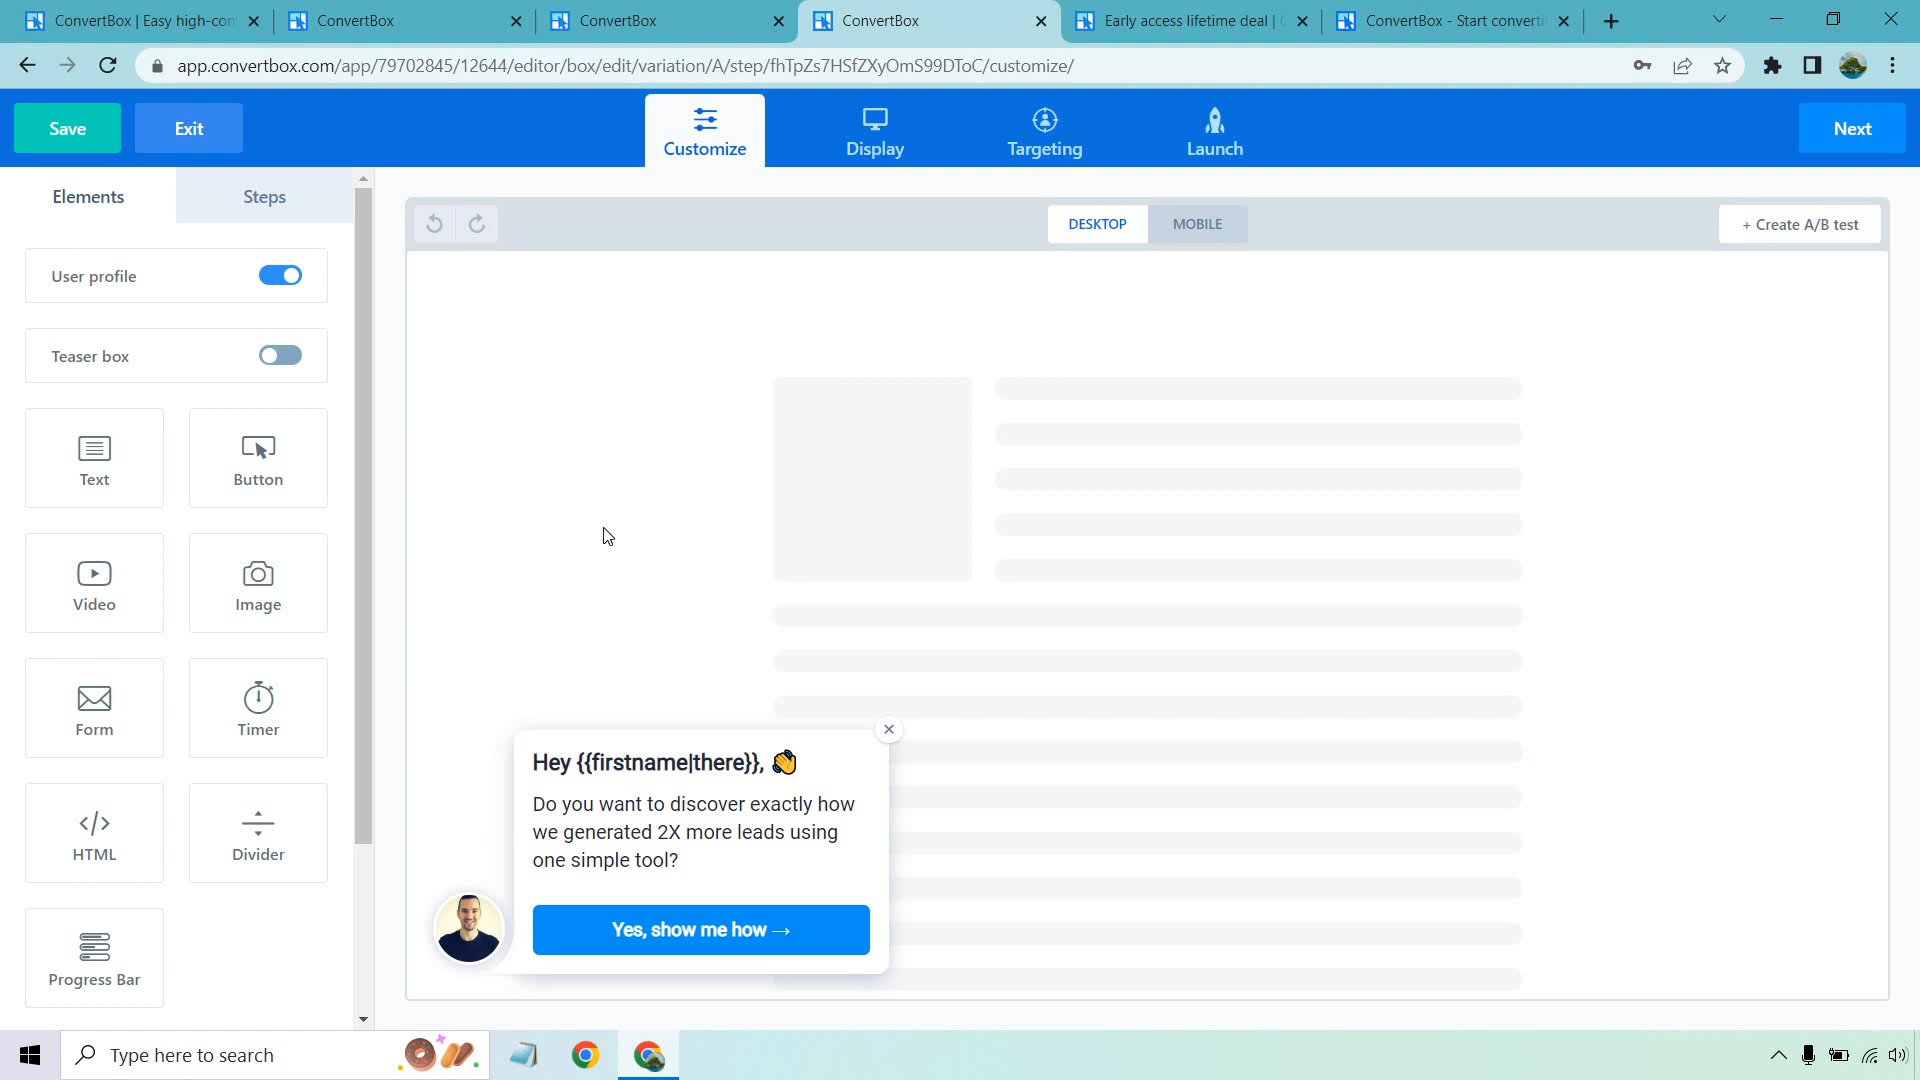 ConvertBox | Easy high-con
ConvertBox
ConvertBox
ConvertBox
Early access lifetime deal |
ConvertBox - Start converti
app.convertbox.com/app/79702845/12644/editor/box/edit/variation/A/step/fhTpZs7HSfZXyOmS99DToC/customize/
Save
Exit
Customize
Display
Targeting
Launch
Next
Elements
Steps
DESKTOP
MOBILE
+ Create A/B test
User profile
Teaser box
Text
Button
Video
Image
Form
Timer
HTML
Divider
Progress Bar
Hey {{firstname|there}}, 👋
Do you want to discover exactly how
we generated 2X more leads using
one simple tool?
Yes, show me how →
Type here to search